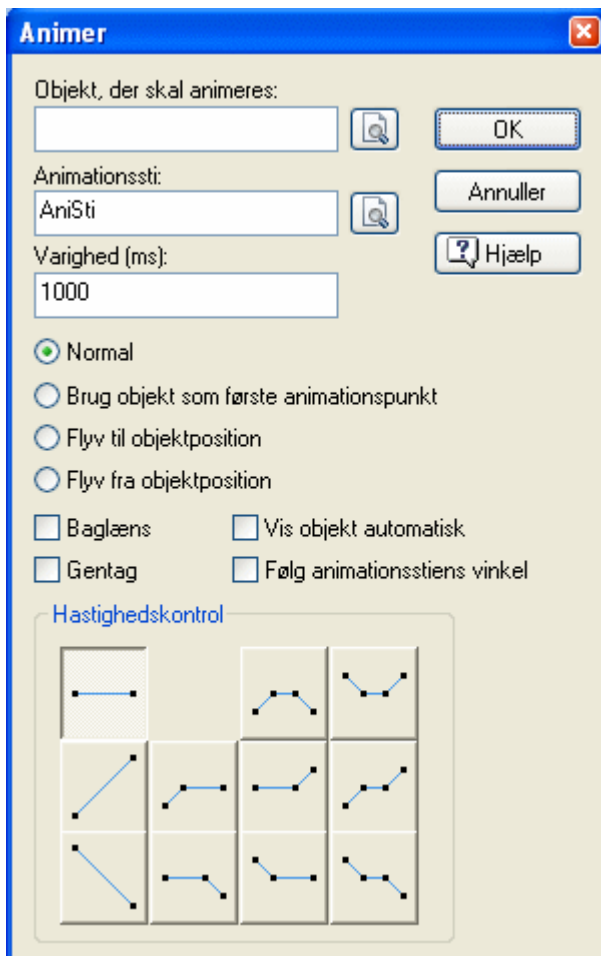 Animer
Objekt, der skal animeres:
OK
Animationssti:
AniSti
Annuller
Varighed (ms):
Hjælp
1000
Normal
Brug objekt som første animationspunkt
Flyv til objektposition
Flyv fra objektposition
Baglæns
Vis objekt automatisk
Gentag
Følg animationsstiens vinkel
Hastighedskontrol